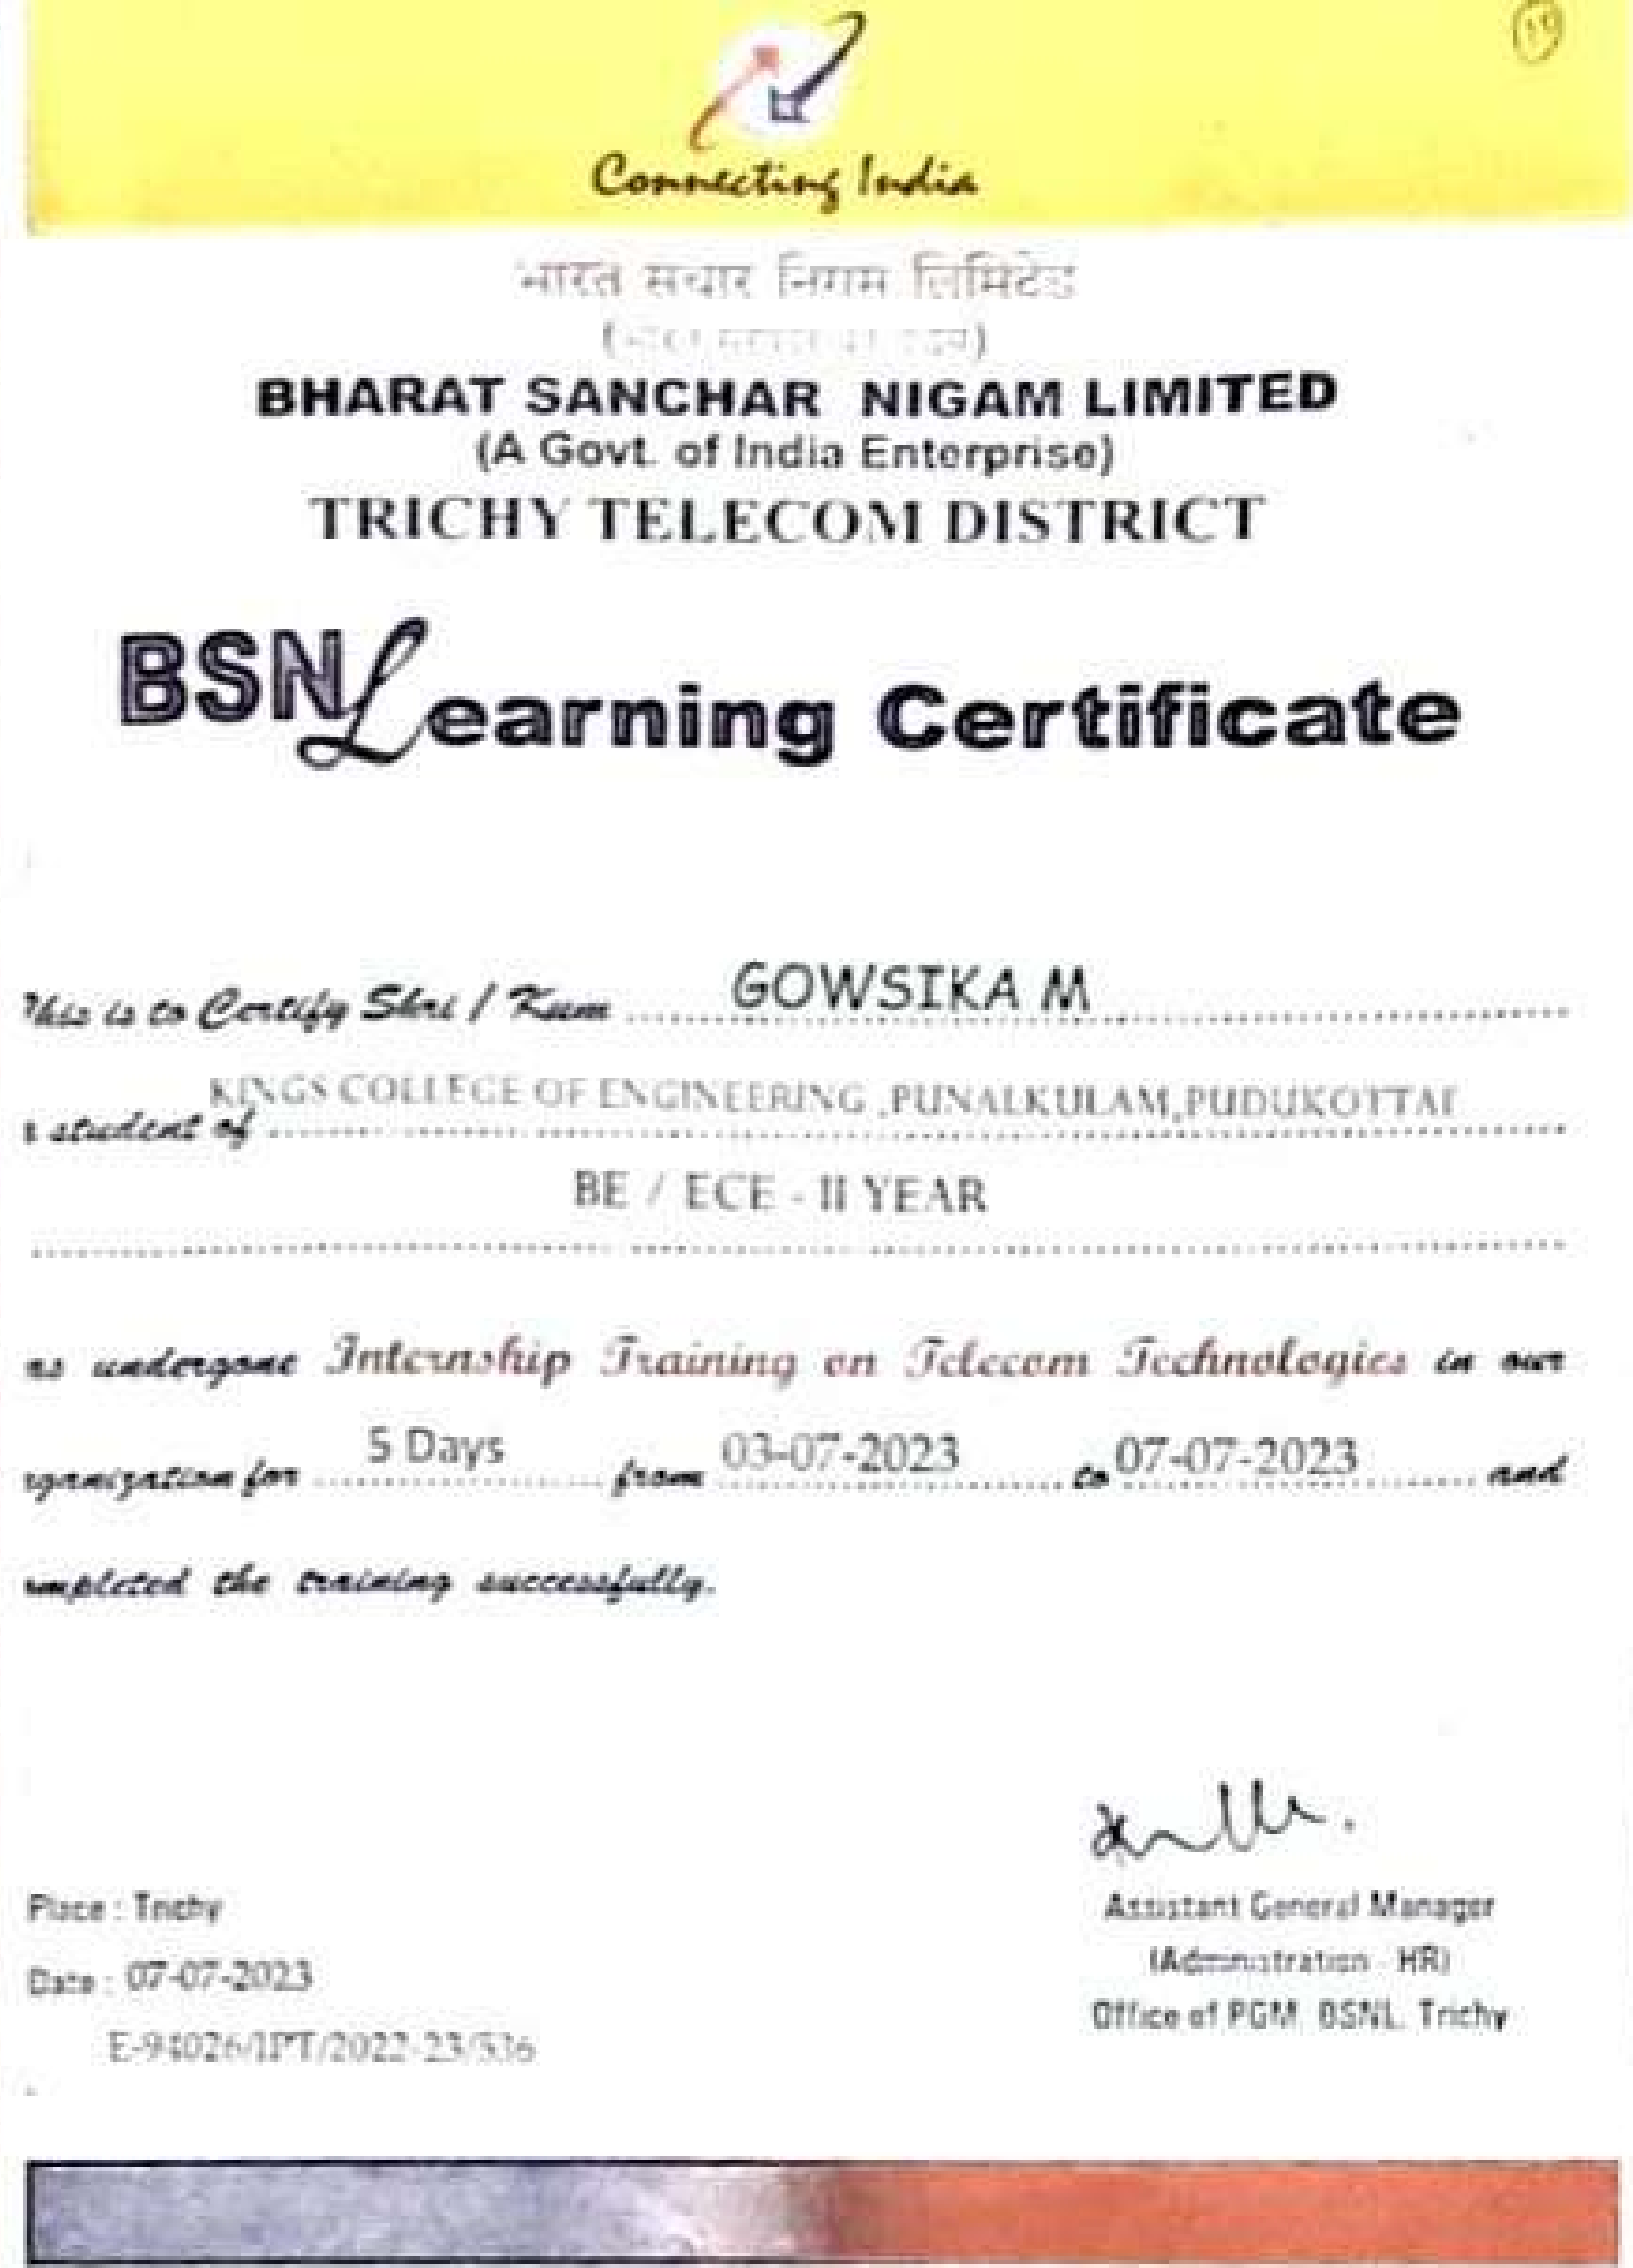 Connecting India
भारत संचार निगम लिमिटेड
BHARAT SANCHAR NIGAM LIMITED
(A Govt. of India Enterprise)
TRICHY TELECOM DISTRICT
BSNLearning Certificate
This is to Certify Shri / Kum GOWSIKA M
KINGS COLLEGE OF ENGINEERING ,PUNALKULAM,PUDUKOTTAI
student of
BE / ECE - II YEAR
as undergone Internship Training on Telecom Technologies in our
rganization for 5 Days from 03-07-2023 to 07-07-2023 and
ompleted the training successfully.
Place : Trichy
Assistant General Manager
(Administration - HR)
Date : 07-07-2023
Office of PGM BSNL. Trichy
E-94026/IPT/2022-23/536